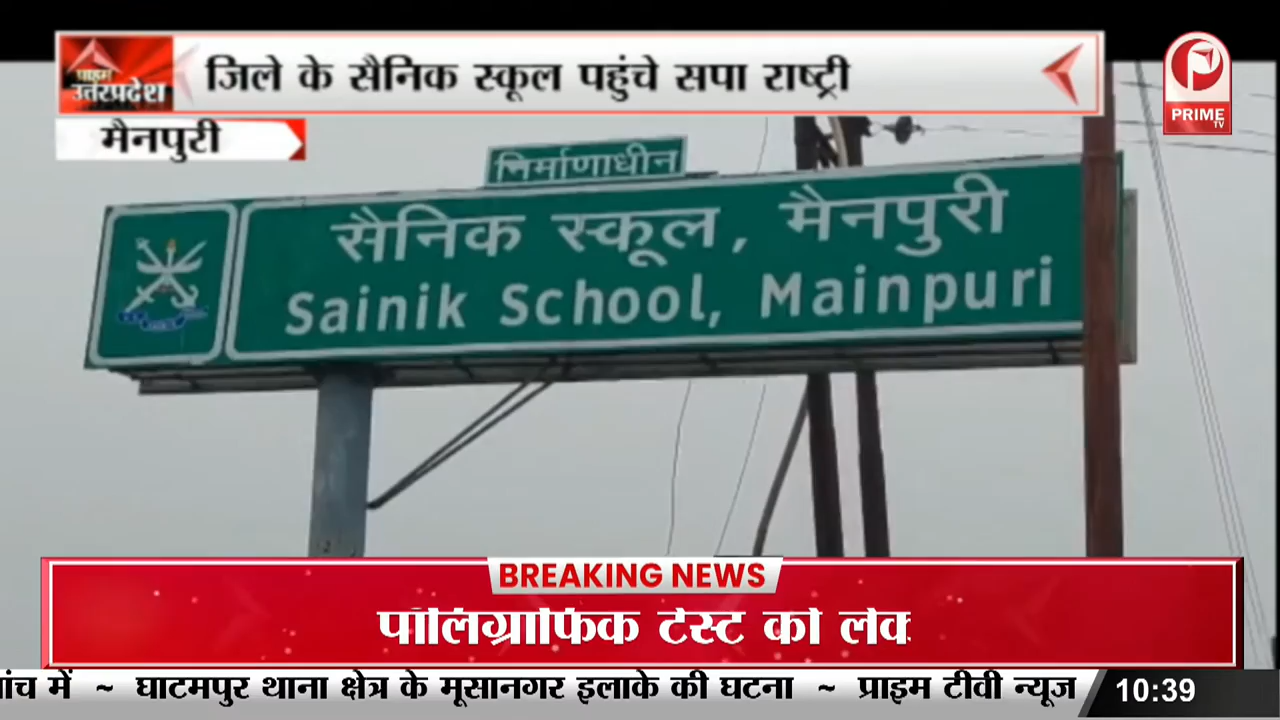 प्राइम
उत्तरप्रदेश
जिले के सैनिक स्कूल पहुंचे सपा राष्ट्री
मैनपुरी
PRIME
TV
निर्माणाधीन
सैनिक स्कूल, मैनपुरी
Sainik School, Mainpuri
BREAKING NEWS
पॉलिग्राफिक टेस्ट को लेक
ांच में ~ घाटमपुर थाना क्षेत्र के मूसानगर इलाके की घटना ~ प्राइम टीवी न्यूज
10:39